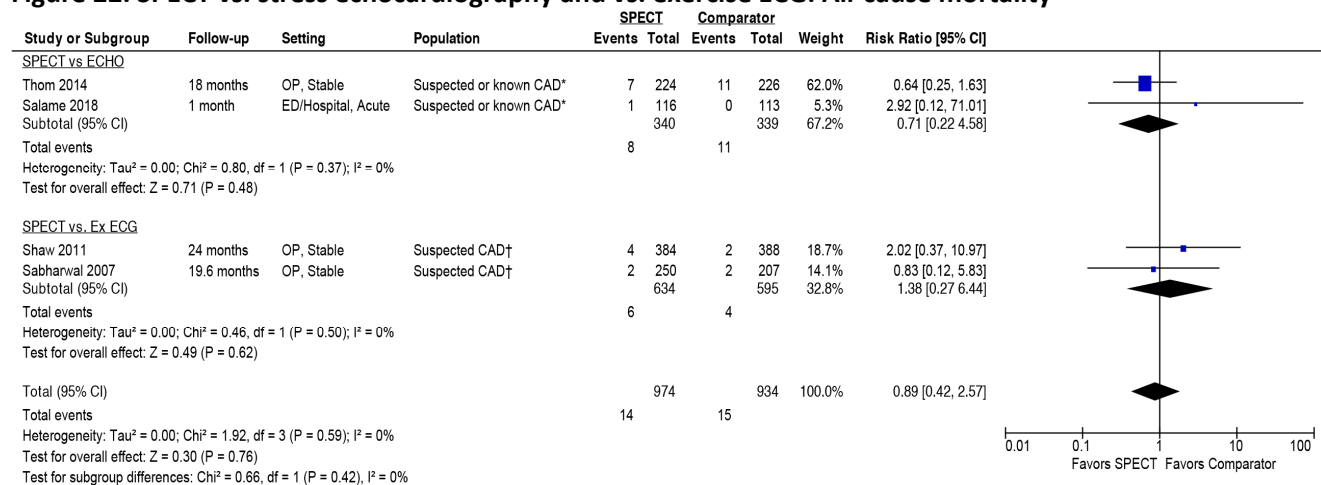 Figure 22. SPECT vs. stress echocardiography and vs. exercise ECG: All-cause mortality
SPECT Comparator
Study or Subgroup Follow-up Setting Population Events Total Events Total Weight Risk Ratio [95% CI]
SPECT vs ECHO
Thom 2014 18 months OP, Stable Suspected or known CAD* 7 224 11 226 62.0% 0.64 [0.25, 1.63]
Salame 2018 1 month ED/Hospital, Acute Suspected or known CAD* 1 116 0 113 5.3% 2.92 [0.12, 71.01]
Subtotal (95% CI) 340 339 67.2% 0.71 [0.22 4.58]
Total events 8 11
Heterogeneity: Tau² = 0.00; Chi² = 0.80, df = 1 (P = 0.37); I² = 0%
Test for overall effect: Z = 0.71 (P = 0.48)
SPECT vs. Ex ECG
Shaw 2011 24 months OP, Stable Suspected CAD† 4 384 2 388 18.7% 2.02 [0.37, 10.97]
Sabharwal 2007 19.6 months OP, Stable Suspected CAD† 2 250 2 207 14.1% 0.83 [0.12, 5.83]
Subtotal (95% CI) 634 595 32.8% 1.38 [0.27 6.44]
Total events 6 4
Heterogeneity: Tau² = 0.00; Chi² = 0.46, df = 1 (P = 0.50); I² = 0%
Test for overall effect: Z = 0.49 (P = 0.62)
Total (95% CI) 974 934 100.0% 0.89 [0.42, 2.57]
Total events 14 15
Heterogeneity: Tau² = 0.00; Chi² = 1.92, df = 3 (P = 0.59); I² = 0%
Test for overall effect: Z = 0.30 (P = 0.76)
Test for subgroup differences: Chi² = 0.66, df = 1 (P = 0.42), I² = 0%
0.01 0.1 1 10 100
Favors SPECT Favors Comparator